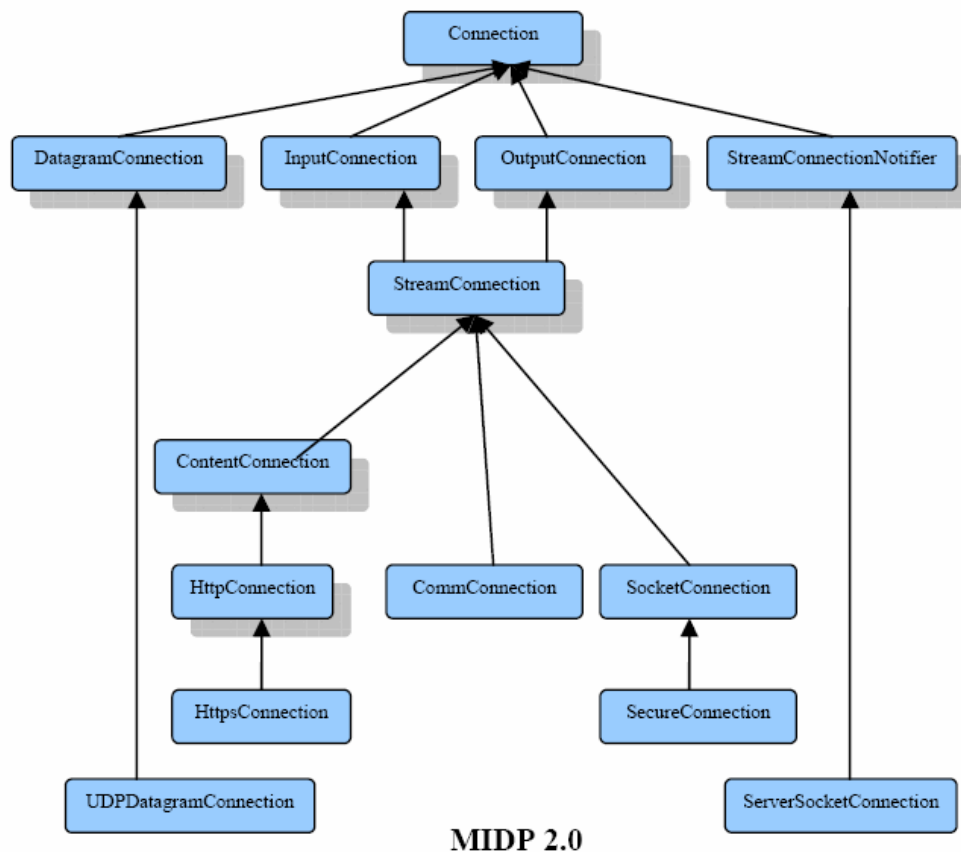 Connection
DatagramConnection
InputConnection
OutputConnection
StreamConnectionNotifier
StreamConnection
ContentConnection
HttpConnection
CommConnection
SocketConnection
HttpsConnection
SecureConnection
UDPDatagramConnection
ServerSocketConnection
MIDP 2.0